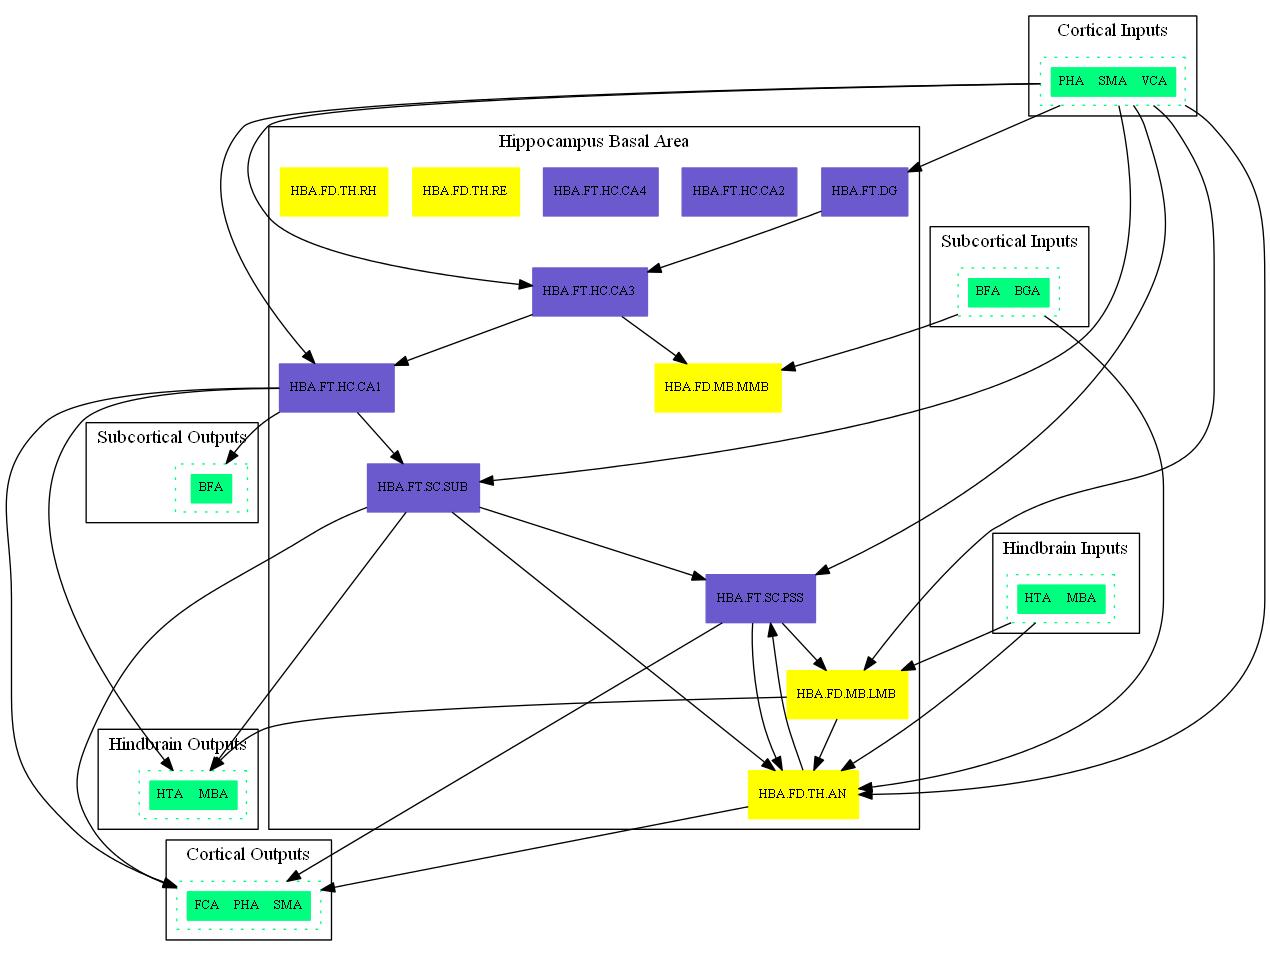 Cortical Inputs
PHA SMA VCA
Hippocampus Basal Area
HBA.FD.TH.RH HBA.FD.TH.RE HBA.FT.HC.CA4 HBA.FT.HC.CA2 HBA.FT.DG
Subcortical Inputs
HBA.FT.HC.CA3 BFA BGA
HBA.FT.HC.CA1 HBA.FD.MB.MMB
Subcortical Outputs
BFA HBA.FT.SC.SUB
Hindbrain Inputs
HBA.FT.SC.PSS HTA MBA
HBA.FD.MB.LMB
Hindbrain Outputs
HTA MBA HBA.FD.TH.AN
Cortical Outputs
FCA PHA SMA